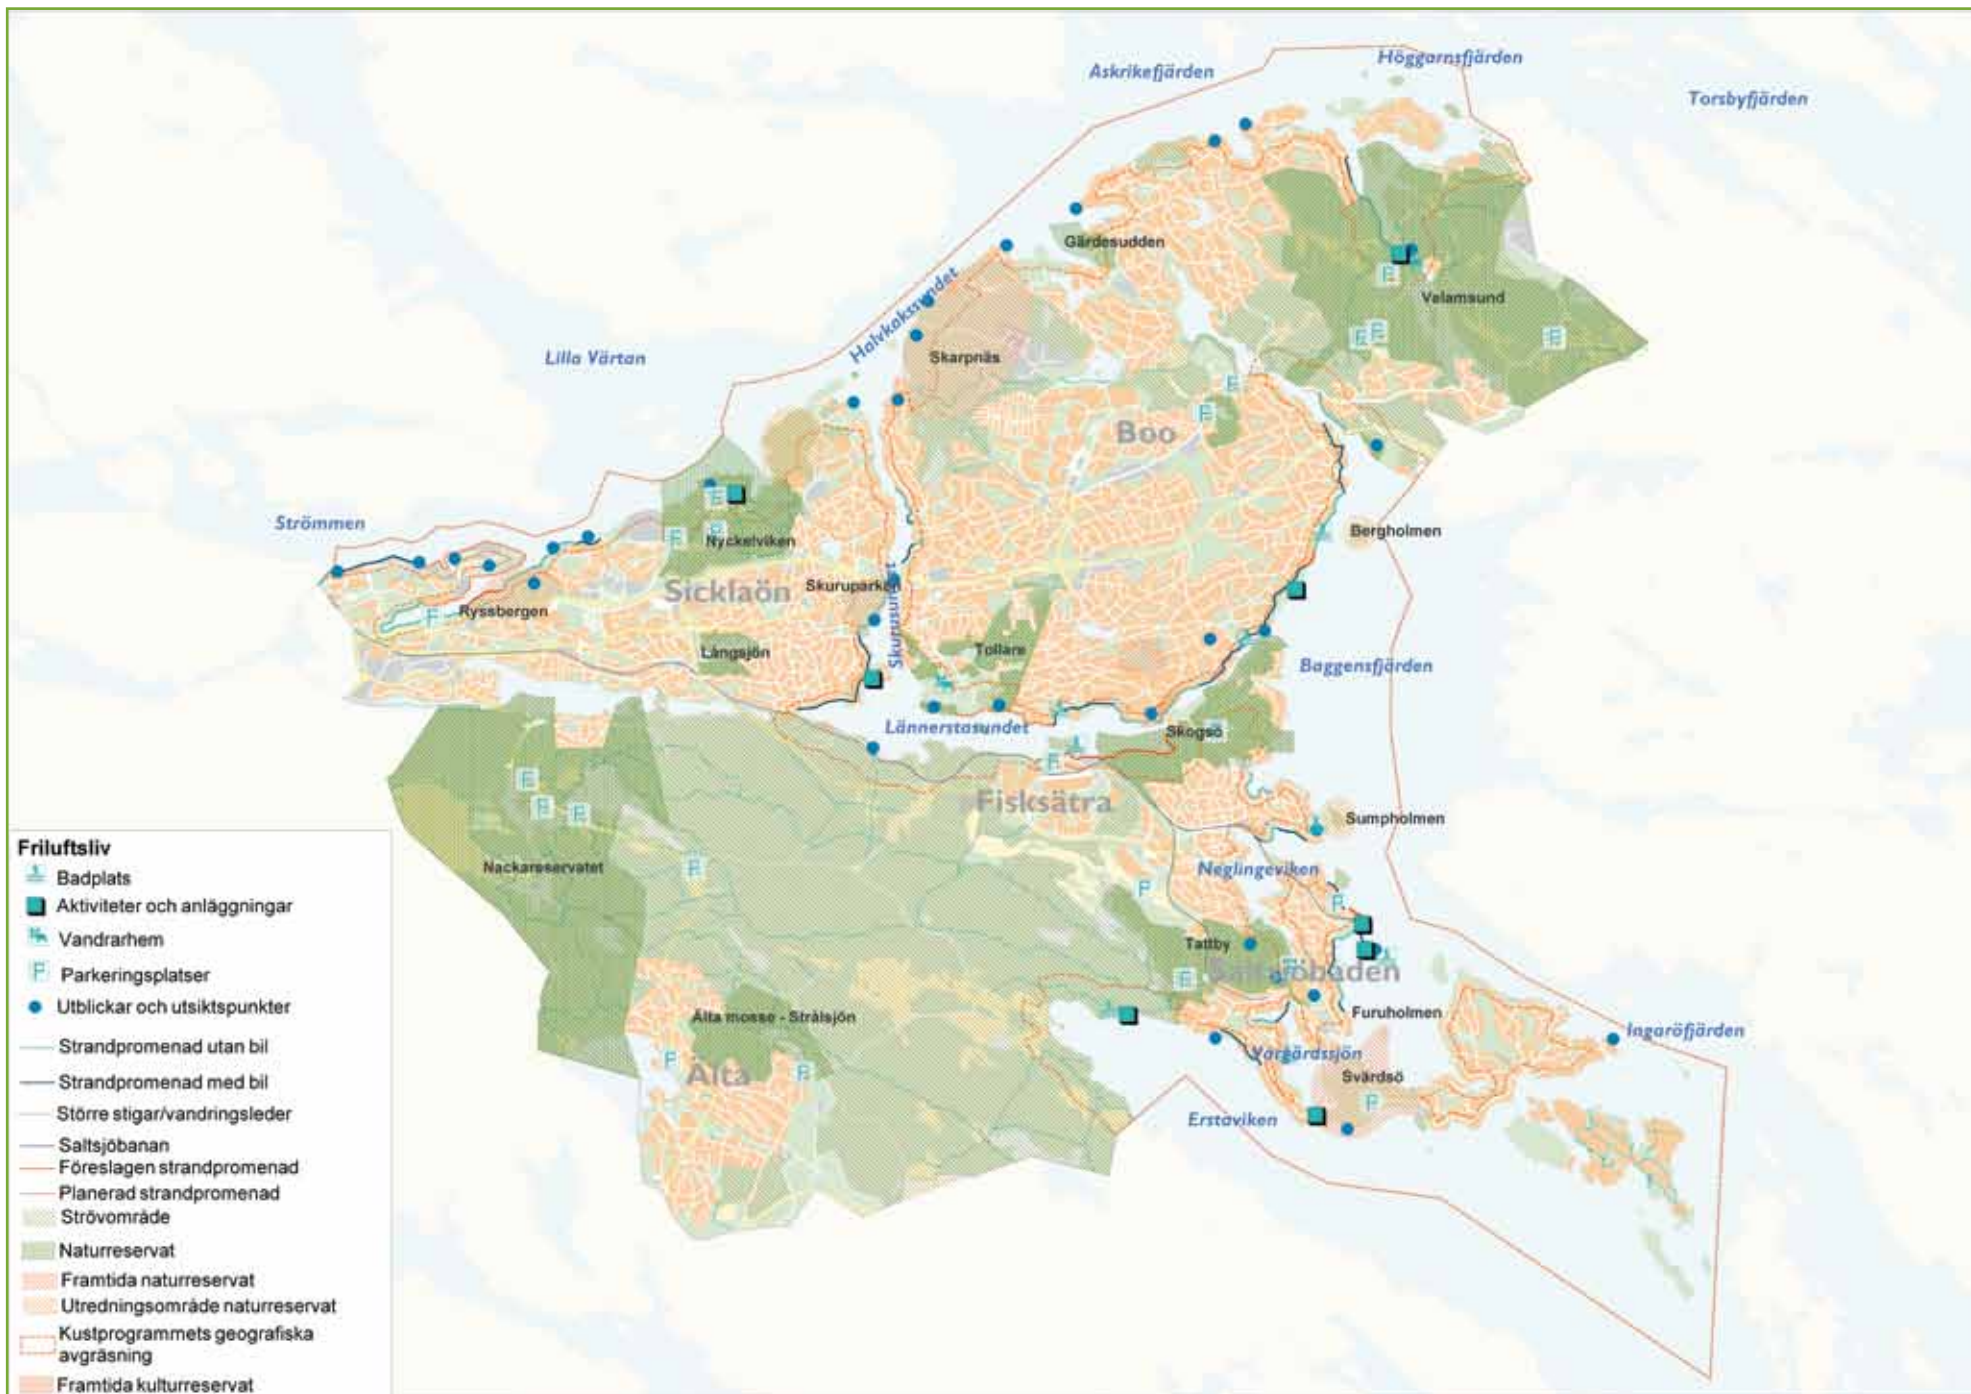 Höggarnsfjärden
Askrikefjärden
Torsbyfjärden
Gärdesudden
Halvkakssundet
Velamsund
Lilla Värtan
Skarpnäs
Boo
Strömmen
Bergholmen
Nyckelviken
Skuruparken
Sicklaön
Ryssbergen
Skurusundet
Långsjön
Tollare
Baggensfjärden
Lännerstasundet
Skogsö
Fisksätra
Sumpholmen
Nackareservatet
Neglingeviken
Tattby
Saltsjöbaden
Älta mosse - Strålsjön
Furuholmen
Ingaröfjärden
Vårgärdssjön
Älta
Svärdsö
Erstaviken
Friluftsliv
Badplats
Aktiviteter och anläggningar
Vandrarhem
P Parkeringsplatser
Utblickar och utsiktspunkter
Strandpromenad utan bil
Strandpromenad med bil
Större stigar/vandringsleder
Saltsjöbanan
Föreslagen strandpromenad
Planerad strandpromenad
Strövområde
Naturreservat
Framtida naturreservat
Utredningsområde naturreservat
Kustprogrammets geografiska
avgräsning
Framtida kulturreservat